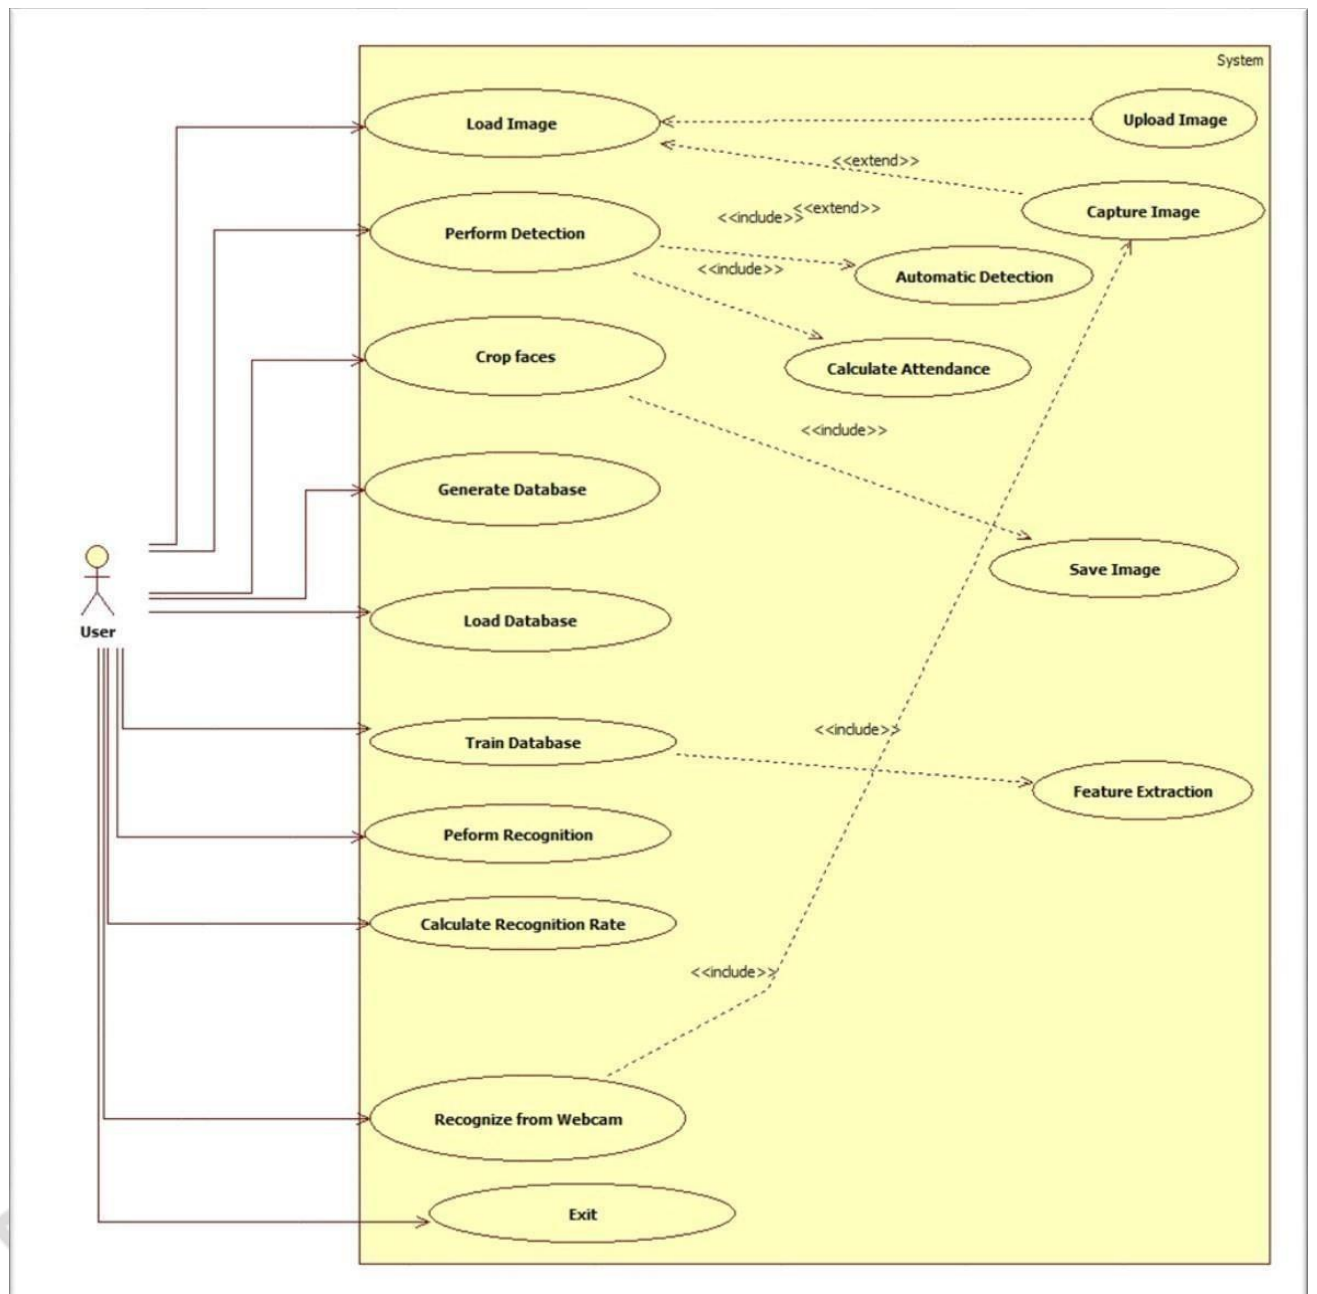 System
Load Image
Upload Image
<<extend>>
Capture Image
<<extend>>
<<include>>
Perform Detection
<<include>>
Automatic Detection
Crop faces
Calculate Attendance
<<include>>
Generate Database
Save Image
Load Database
User
<<include>>
Train Database
Feature Extraction
Peform Recognition
Calculate Recognition Rate
<<include>>
Recognize from Webcam
Exit